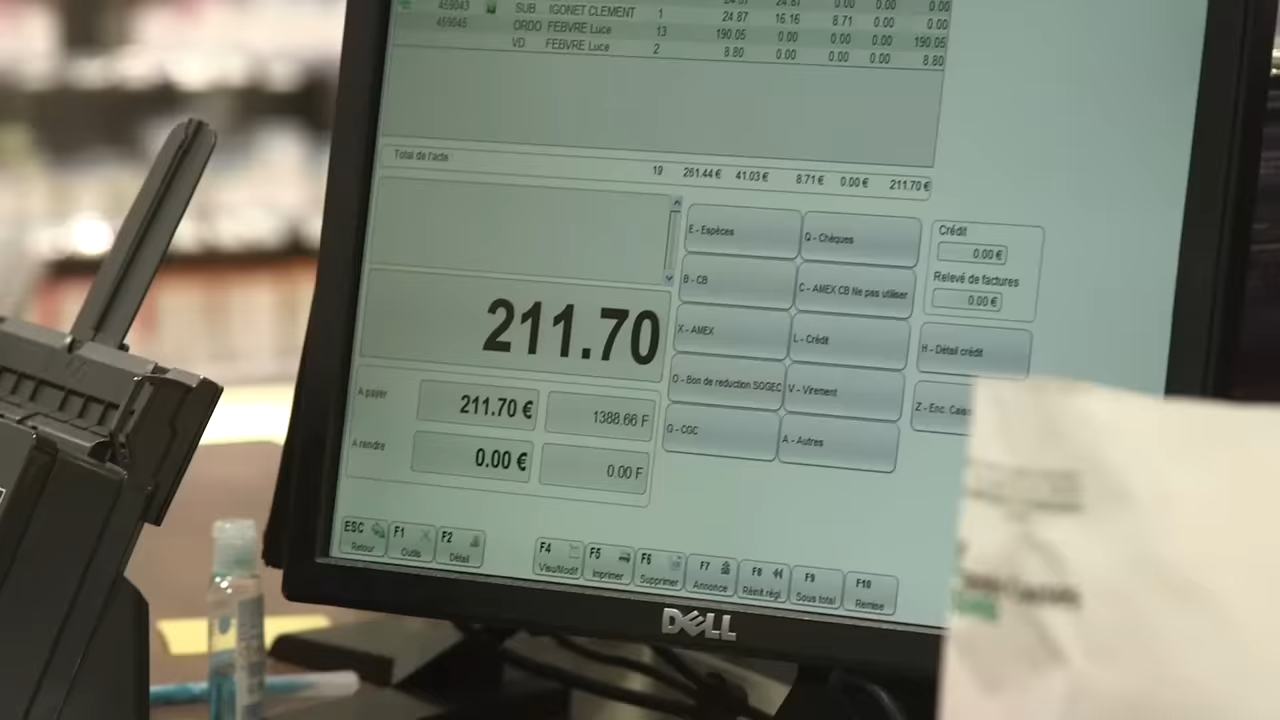 459043 SUB IGONET CLEMENT 1 24.87 16.16 8.71 0.00 0.00
459045 ORDO FEBVRE Luce 13 190.05 0.00 0.00 0.00 190.05
VD FEBVRE Luce 2 8.80 0.00 0.00 0.00 8.80
Total de l'acte 19 251.44 € 41.03 € 8.71 € 0.00 € 211.70 €
E - Espèces Q - Chèques Crédit
0.00 €
B - CB C - AMEX CB Ne pas utiliser Relevé de factures
0.00 €
211.70
X - AMEX L - Crédit H - Détail crédit
O - Bon de reduction SOGEC V - Virement Z - Enc.
A payer 211.70 € 1388.66 F
G - CGC A - Autres
A rendre 0.00 € 0.00 F
ESC F1 F2 F4 F5 F6 F7 F8 F9 F10
Retour Outils Détail Visu/Modif Imprimer Supprimer Annonce Réinit.régl Sous total Remise
DELL